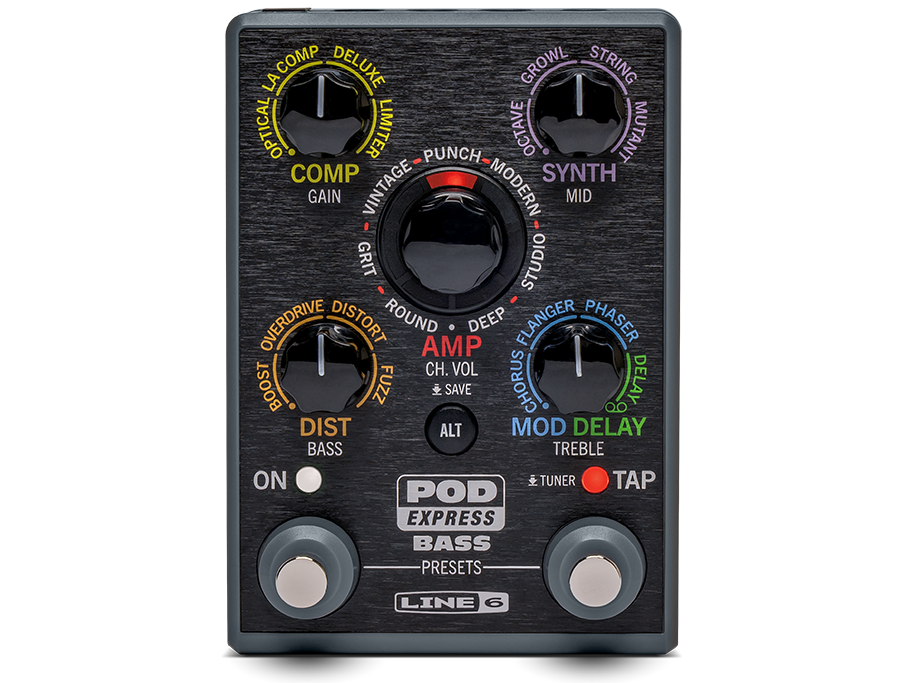 OPTICAL LA COMP DELUXE LIMITER
COMP
GAIN
OCTAVE GROWL STRING MUTANT
SYNTH
MID
ROUND GRIT VINTAGE PUNCH MODERN STUDIO DEEP
AMP
CH. VOL
SAVE
BOOST OVERDRIVE DISTORT FUZZ
DIST
BASS
ALT
CHORUS FLANGER PHASER DELAY
MOD DELAY
TREBLE
ON
TUNER TAP
POD
EXPRESS
BASS
PRESETS
LINE 6